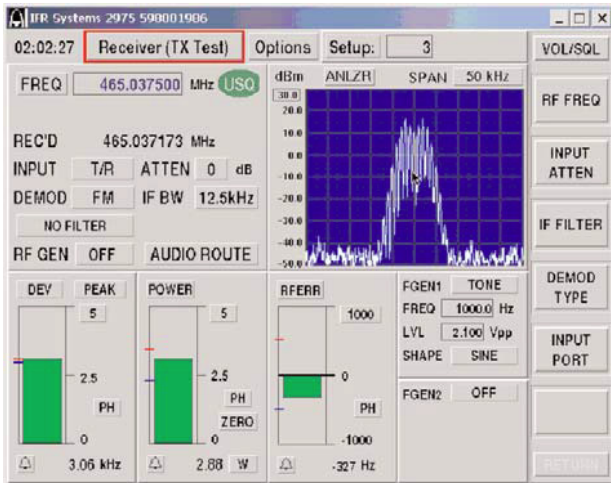 IFR Systems 2975 598001986
02:02:27 Receiver (TX Test) Options Setup: 3 VOL/SQL
FREQ 465.037500 MHz USQ
dBm ANLZR SPAN 50 kHz
30.0
20.0
10.0
0.0
-10.0
-20.0
-30.0
-40.0
-50.0
REC'D 465.037173 MHz
INPUT T/R ATTEN 0 dB
DEMOD FM IF BW 12.5kHz
NO FILTER
RF GEN OFF AUDIO ROUTE
RF FREQ
INPUT
ATTEN
IF FILTER
DEMOD
TYPE
INPUT
PORT
RETURN
DEV PEAK
5
2.5
PH
0
3.06 kHz
POWER
5
2.5
PH
ZERO
0
2.88 W
RFERR
1000
0
PH
-1000
-327 Hz
FGEN1 TONE
FREQ 1000.0 Hz
LVL 2.100 Vpp
SHAPE SINE
FGEN2 OFF